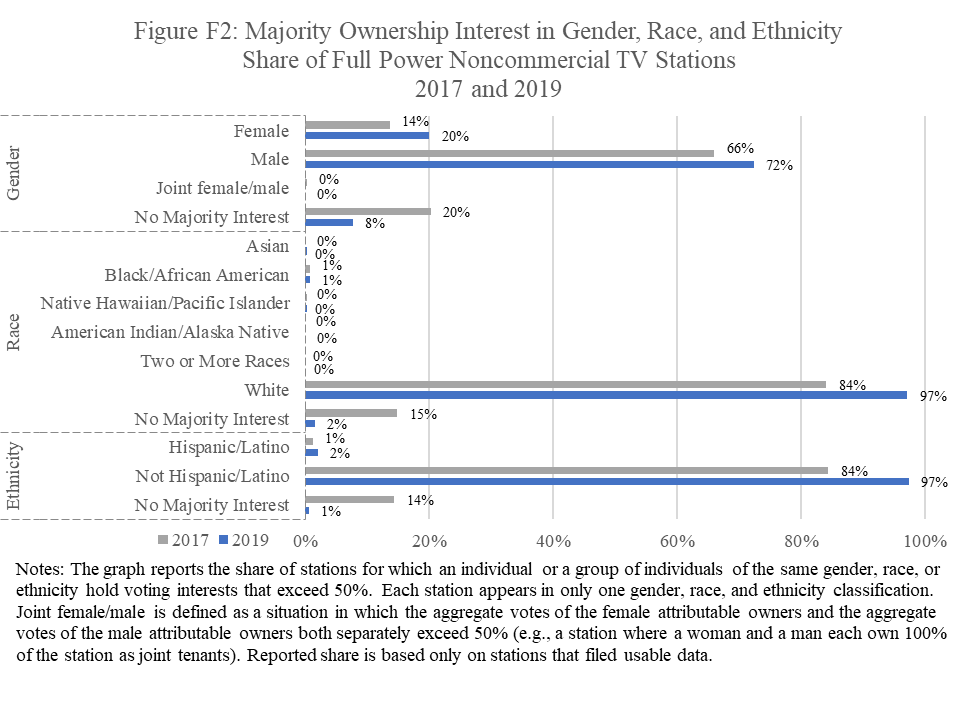 Figure F2: Majority Ownership Interest in Gender, Race, and Ethnicity
Share of Full Power Noncommercial TV Stations
2017 and 2019
Gender
Female
14%
20%
Male
66%
72%
Joint female/male
0%
0%
No Majority Interest
20%
8%
Race
Asian
0%
0%
Black/African American
1%
1%
Native Hawaiian/Pacific Islander
0%
0%
American Indian/Alaska Native
0%
0%
Two or More Races
0%
0%
White
84%
97%
No Majority Interest
15%
2%
Ethnicity
Hispanic/Latino
1%
2%
Not Hispanic/Latino
84%
97%
No Majority Interest
14%
1%
2017 2019
0% 20% 40% 60% 80% 100%
Notes: The graph reports the share of stations for which an individual or a group of individuals of the same gender, race, or
ethnicity hold voting interests that exceed 50%. Each station appears in only one gender, race, and ethnicity classification.
Joint female/male is defined as a situation in which the aggregate votes of the female attributable owners and the aggregate
votes of the male attributable owners both separately exceed 50% (e.g., a station where a woman and a man each own 100%
of the station as joint tenants). Reported share is based only on stations that filed usable data.